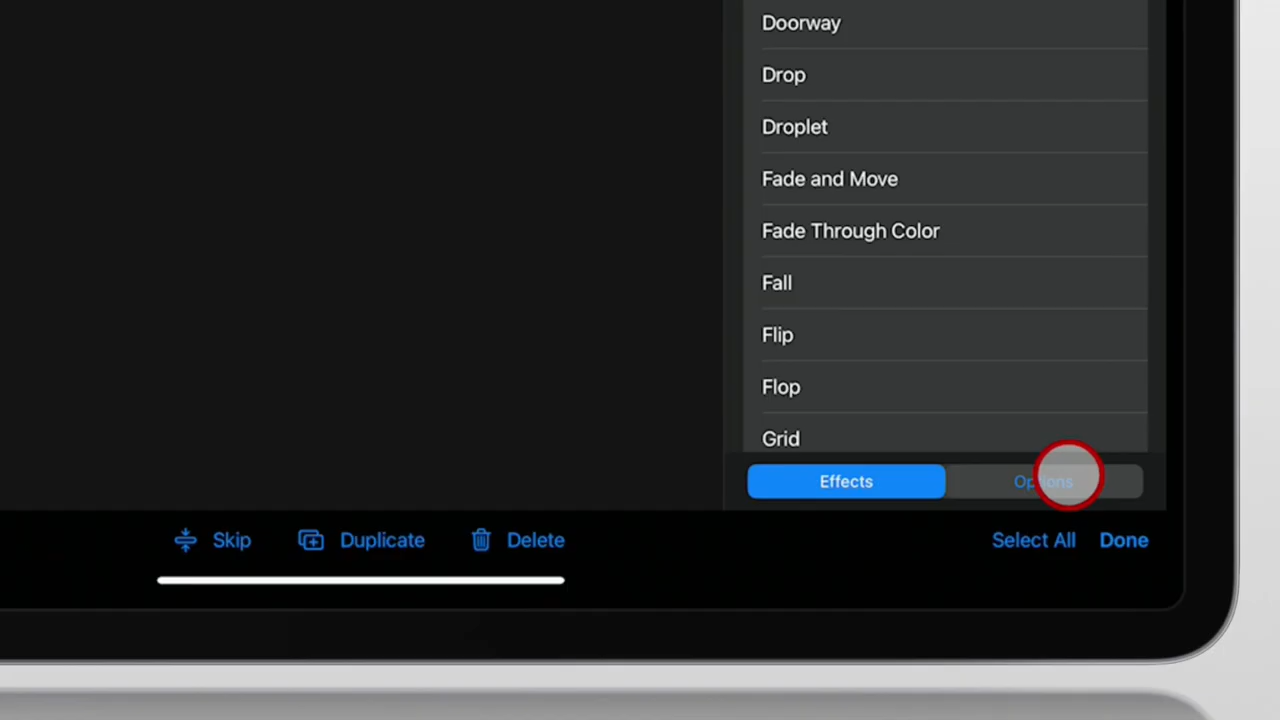 Doorway
Drop
Droplet
Fade and Move
Fade Through Color
Fall
Flip
Flop
Grid
Effects
Options
Skip
Duplicate
Delete
Select All
Done